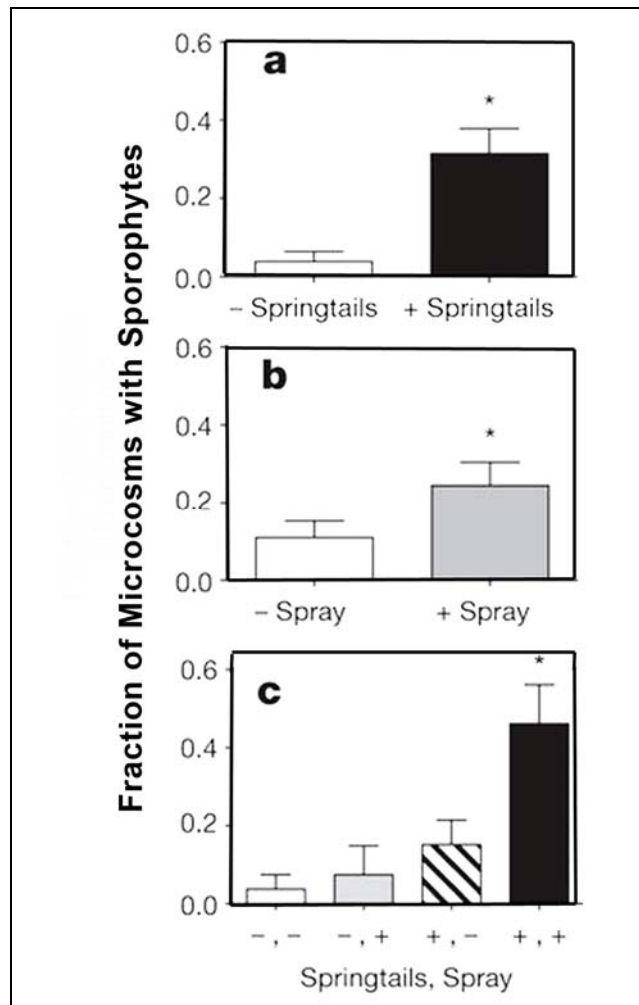 Fraction of Microcosms with Sporophytes
a
0.6
0.4
0.2
0.0
*
– Springtails + Springtails
b
0.6
0.4
0.2
0.0
*
– Spray + Spray
c
0.6
0.4
0.2
0.0
*
–, – –, + +, – +, +
Springtails, Spray